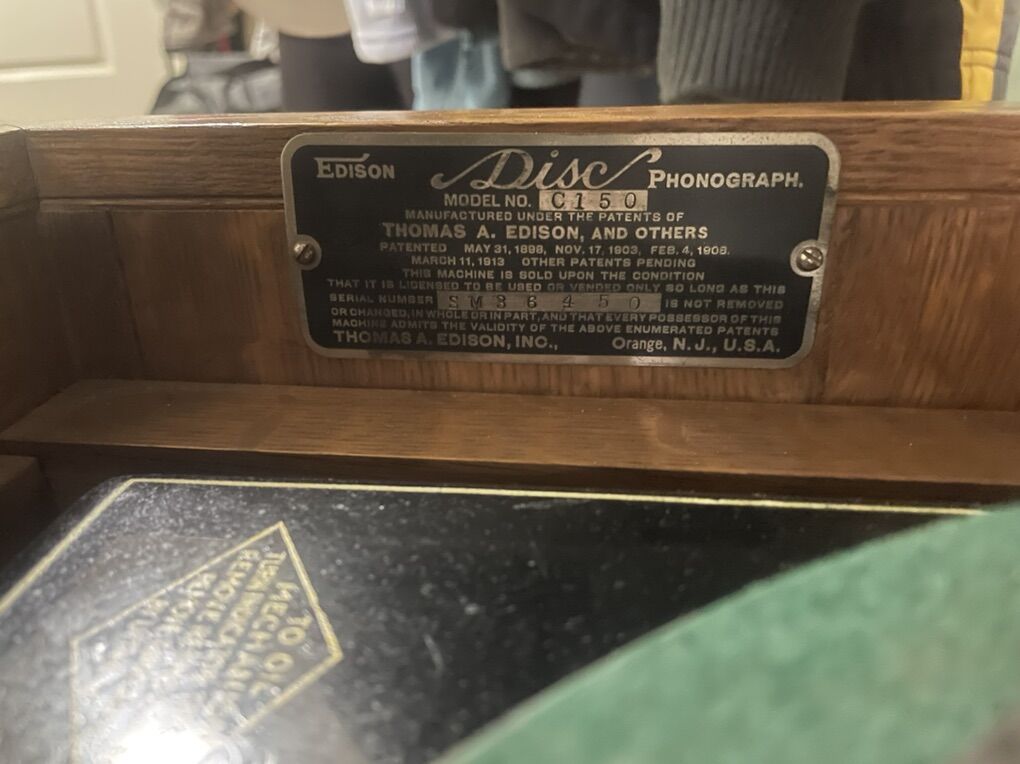 EDISON Disc PHONOGRAPH.
MODEL NO. C150
MANUFACTURED UNDER THE PATENTS OF
THOMAS A. EDISON, AND OTHERS
PATENTED MAY 31, 1898, NOV. 17, 1903, FEB. 4, 1908.
MARCH 11, 1913 OTHER PATENTS PENDING
THIS MACHINE IS SOLD UPON THE CONDITION
THAT IT IS LICENSED TO BE USED OR VENDED ONLY SO LONG AS THIS
SERIAL NUMBER SM36450 IS NOT REMOVED
OR CHANGED, IN WHOLE OR IN PART, AND THAT EVERY POSSESSOR OF THIS
MACHINE ADMITS THE VALIDITY OF THE ABOVE ENUMERATED PATENTS
THOMAS A. EDISON, INC., Orange, N. J., U.S.A.
TO OIL
MECHANISM